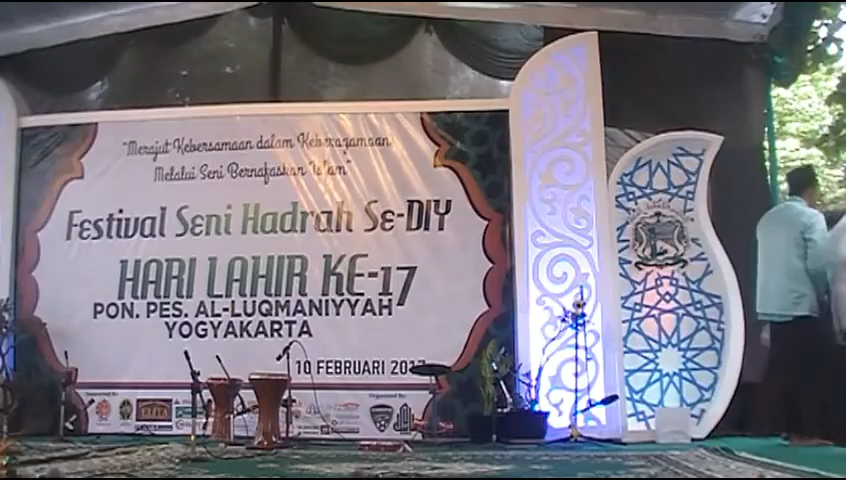 "Merajut Kebersamaan dalam Keberagamaan
Melalui Seni Bernafaskan Islam"
Festival Seni Hadrah Se-DIY
HARI LAHIR KE-17
PON. PES. AL-LUQMANIYYAH
YOGYAKARTA
10 FEBRUARI 2017